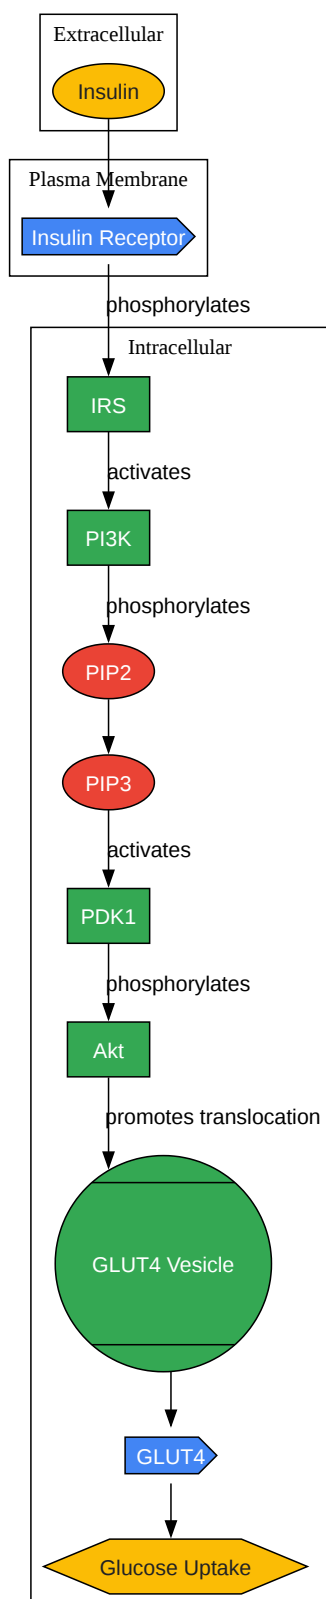 Extracellular
Insulin
Plasma Membrane
Insulin Receptor
phosphorylates
Intracellular
IRS
activates
PI3K
phosphorylates
PIP2
PIP3
activates
PDK1
phosphorylates
Akt
promotes translocation
GLUT4 Vesicle
GLUT4
Glucose Uptake